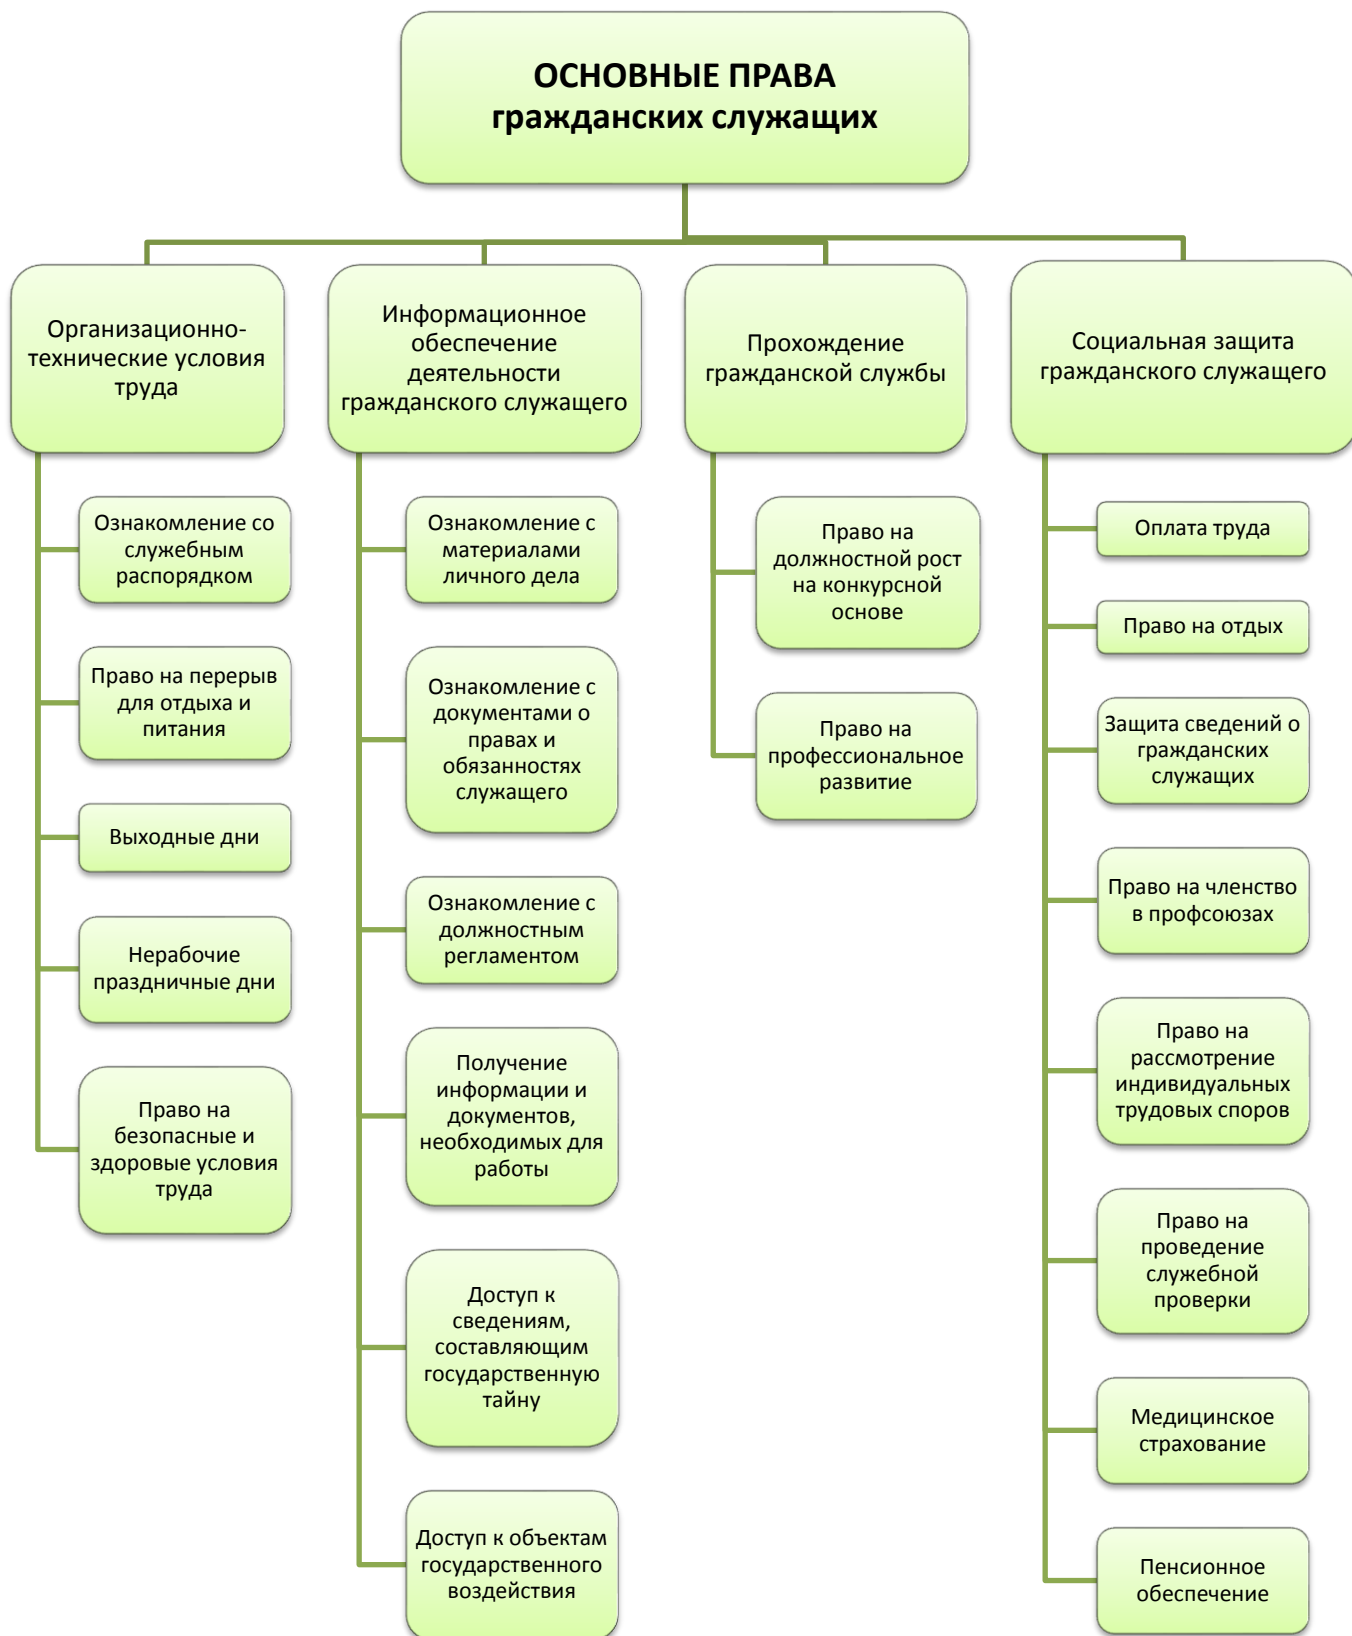 ОСНОВНЫЕ ПРАВА
гражданских служащих
Организационно-
технические условия
труда
Ознакомление со
служебным
распорядком
Право на перерыв
для отдыха и
питания
Выходные дни
Нерабочие
праздничные дни
Право на
безопасные и
здоровые условия
труда
Информационное
обеспечение
деятельности
гражданского служащего
Ознакомление с
материалами
личного дела
Ознакомление с
документами о
правах и
обязанностях
служащего
Ознакомление с
должностным
регламентом
Получение
информации и
документов,
необходимых для
работы
Доступ к
сведениям,
составляющим
государственную
тайну
Доступ к объектам
государственного
воздействия
Прохождение
гражданской службы
Право на
должностной рост
на конкурсной
основе
Право на
профессиональное
развитие
Социальная защита
гражданского служащего
Оплата труда
Право на отдых
Защита сведений о
гражданских
служащих
Право на членство
в профсоюзах
Право на
рассмотрение
индивидуальных
трудовых споров
Право на
проведение
служебной
проверки
Медицинское
страхование
Пенсионное
обеспечение